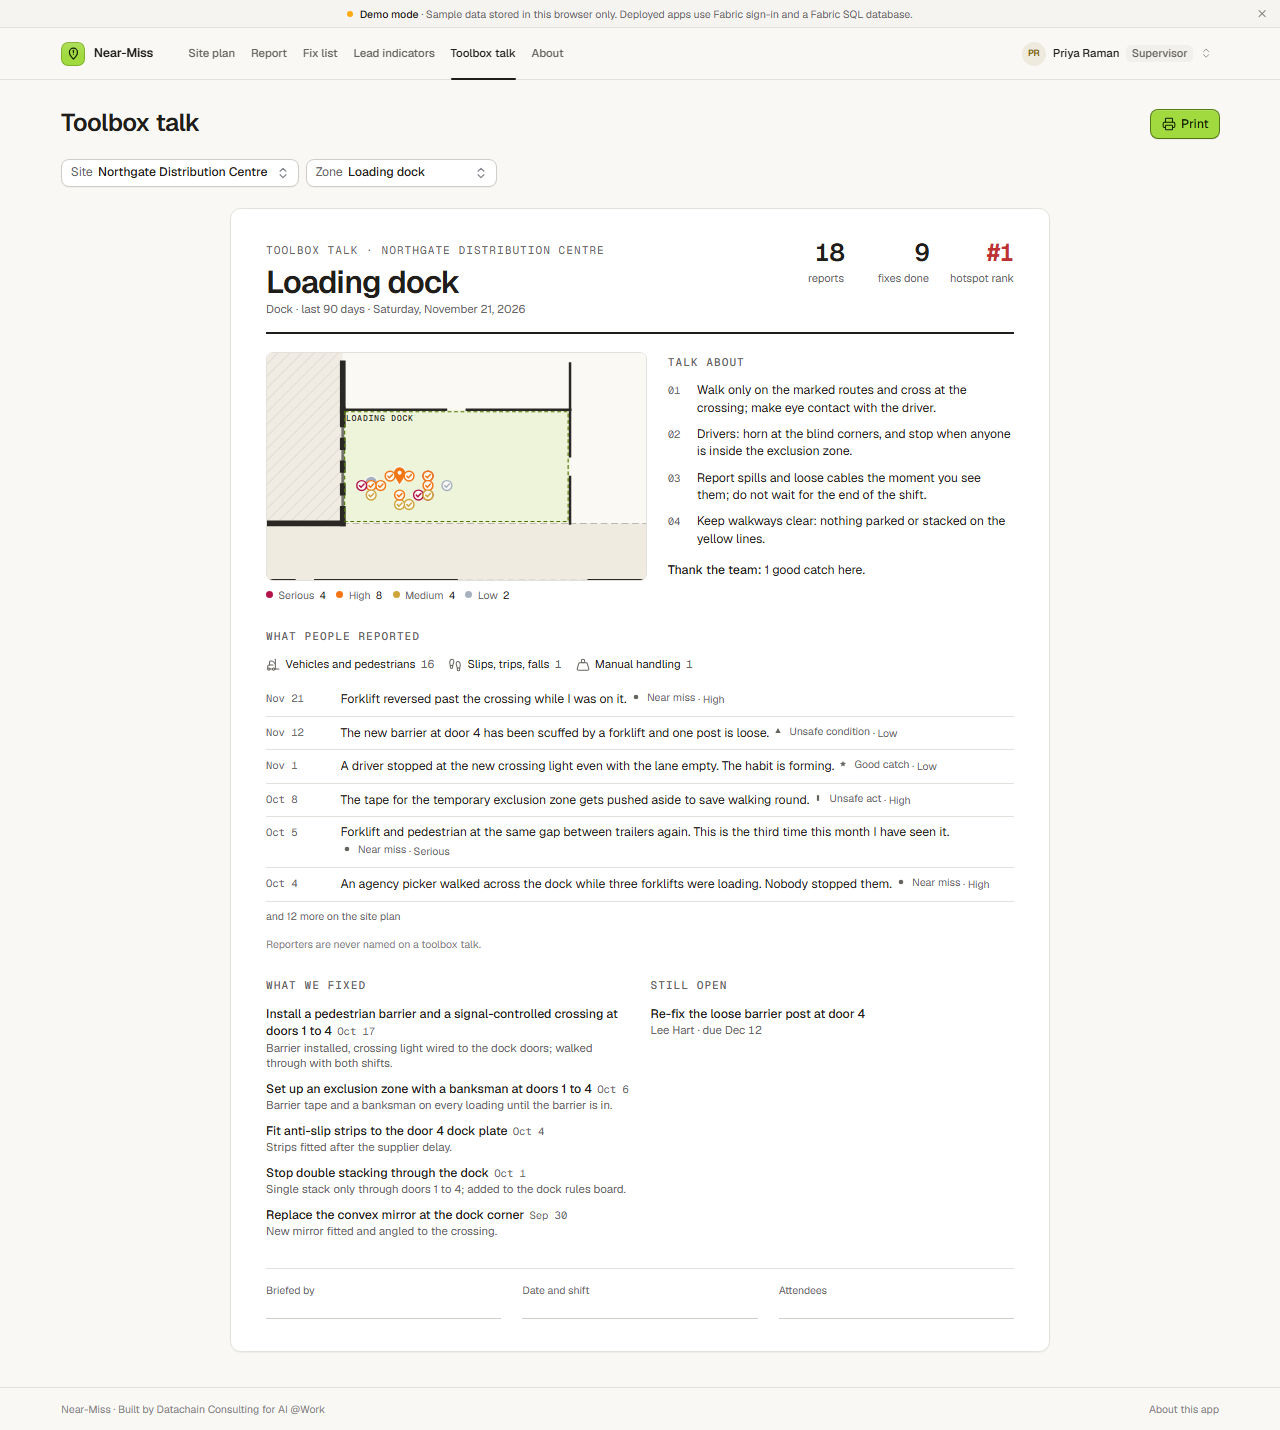 Demo mode · Sample data stored in this browser only. Deployed apps use Fabric sign-in and a Fabric SQL database.
Near-Miss
Site plan
Report
Fix list
Lead indicators
Toolbox talk
About
PR
Priya Raman
Supervisor
Toolbox talk
Print
Site Northgate Distribution Centre
Zone Loading dock
TOOLBOX TALK · NORTHGATE DISTRIBUTION CENTRE
Loading dock
Dock · last 90 days · Saturday, November 21, 2026
18
reports
9
fixes done
#1
hotspot rank
LOADING DOCK
Serious 4
High 8
Medium 4
Low 2
TALK ABOUT
01 Walk only on the marked routes and cross at the
crossing; make eye contact with the driver.
02 Drivers: horn at the blind corners, and stop when anyone
is inside the exclusion zone.
03 Report spills and loose cables the moment you see
them; do not wait for the end of the shift.
04 Keep walkways clear: nothing parked or stacked on the
yellow lines.
Thank the team: 1 good catch here.
WHAT PEOPLE REPORTED
Vehicles and pedestrians 16
Slips, trips, falls 1
Manual handling 1
Nov 21 Forklift reversed past the crossing while I was on it. Near miss · High
Nov 12 The new barrier at door 4 has been scuffed by a forklift and one post is loose. Unsafe condition · Low
Nov 1 A driver stopped at the new crossing light even with the lane empty. The habit is forming. Good catch · Low
Oct 8 The tape for the temporary exclusion zone gets pushed aside to save walking round. Unsafe act · High
Oct 5 Forklift and pedestrian at the same gap between trailers again. This is the third time this month I have seen it.
Near miss · Serious
Oct 4 An agency picker walked across the dock while three forklifts were loading. Nobody stopped them. Near miss · High
and 12 more on the site plan
Reporters are never named on a toolbox talk.
WHAT WE FIXED
Install a pedestrian barrier and a signal-controlled crossing at
doors 1 to 4 Oct 17
Barrier installed, crossing light wired to the dock doors; walked
through with both shifts.
Set up an exclusion zone with a banksman at doors 1 to 4 Oct 6
Barrier tape and a banksman on every loading until the barrier is in.
Fit anti-slip strips to the door 4 dock plate Oct 4
Strips fitted after the supplier delay.
Stop double stacking through the dock Oct 1
Single stack only through doors 1 to 4; added to the dock rules board.
Replace the convex mirror at the dock corner Sep 30
New mirror fitted and angled to the crossing.
STILL OPEN
Re-fix the loose barrier post at door 4
Lee Hart · due Dec 12
Briefed by
Date and shift
Attendees
Near-Miss · Built by Datachain Consulting for AI @Work
About this app